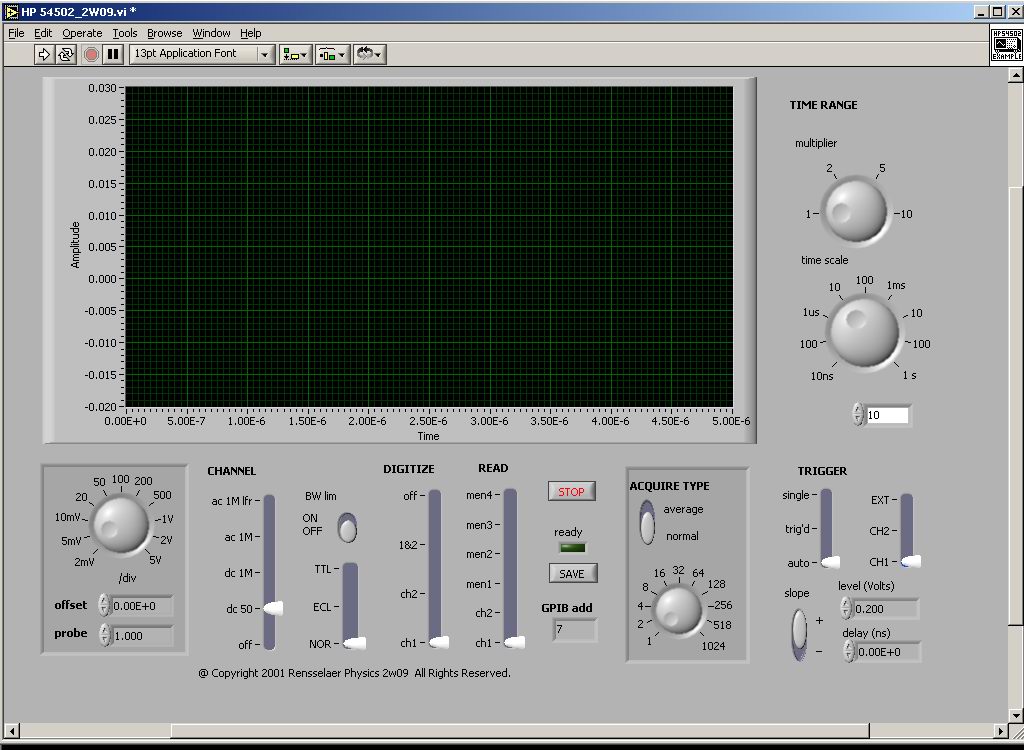 HP 54502_2W09.vi *
File Edit Operate Tools Browse Window Help
13pt Application Font
HP54502
EXAMPLE
0.030
0.025
0.020
0.015
0.010
0.005
0.000
-0.005
-0.010
-0.015
-0.020
Amplitude
0.00E+0 5.00E-7 1.00E-6 1.50E-6 2.00E-6 2.50E-6 3.00E-6 3.50E-6 4.00E-6 4.50E-6 5.00E-6
Time
TIME RANGE
multiplier
2 5
1 10
time scale
100
10 1ms
1us 10
100 100
10ns 1 s
10
50 100 200
20 500
10mV 1V
5mV 2V
2mV 5V
/div
offset 0.00E+0
probe 1.000
CHANNEL
ac 1M lfr
ac 1M
dc 1M
dc 50
off
BW lim
ON
OFF
TTL
ECL
NOR
DIGITIZE
off
1&2
ch2
ch1
READ
men4
men3
men2
men1
ch2
ch1
STOP
ready
SAVE
GPIB add
7
ACQUIRE TYPE
average
normal
16 32 64
8 128
4 256
2 518
1 1024
TRIGGER
single
trig'd
auto
EXT
CH2
CH1
slope
+
-
level (Volts)
0.200
delay (ns)
0.00E+0
@ Copyright 2001 Rensselaer Physics 2w09 All Rights Reserved.